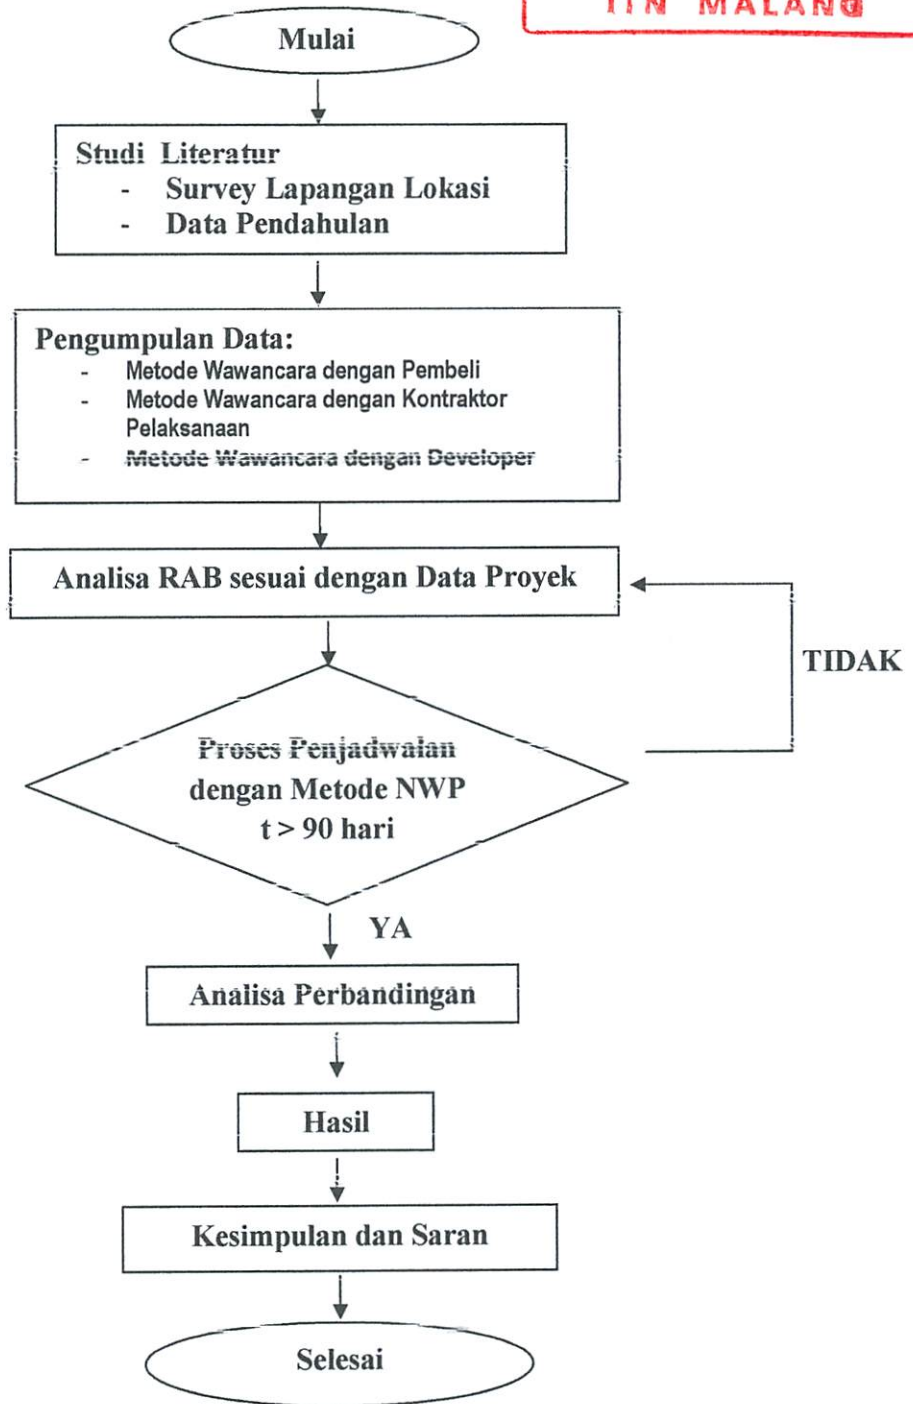 ITN MALANG
Mulai
Studi Literatur
- Survey Lapangan Lokasi
- Data Pendahulan
Pengumpulan Data:
- Metode Wawancara dengan Pembeli
- Metode Wawancara dengan Kontraktor
Pelaksanaan
- Metode Wawancara dengan Developer
Analisa RAB sesuai dengan Data Proyek
TIDAK
Proses Penjadwalan
dengan Metode NWP
t > 90 hari
YA
Analisa Perbandingan
Hasil
Kesimpulan dan Saran
Selesai